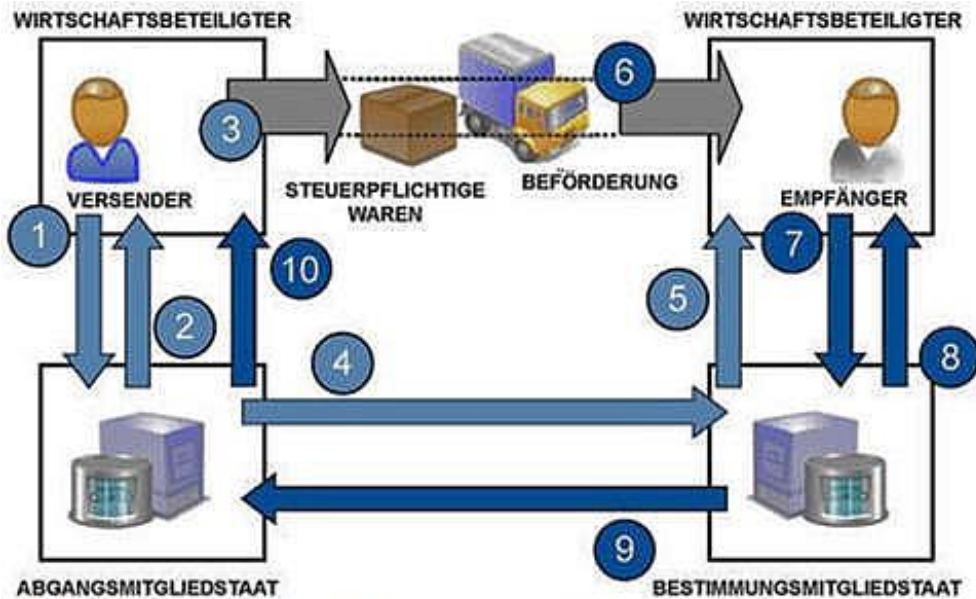 WIRTSCHAFTSBETEILIGTER
WIRTSCHAFTSBETEILIGTER
6
3
VERSENDER
STEUERPFLICHTIGE
WAREN
BEFÖRDERUNG
EMPFÄNGER
1
10
7
2
5
4
8
9
ABGANGSMITGLIEDSTAAT
BESTIMMUNGSMITGLIEDSTAAT